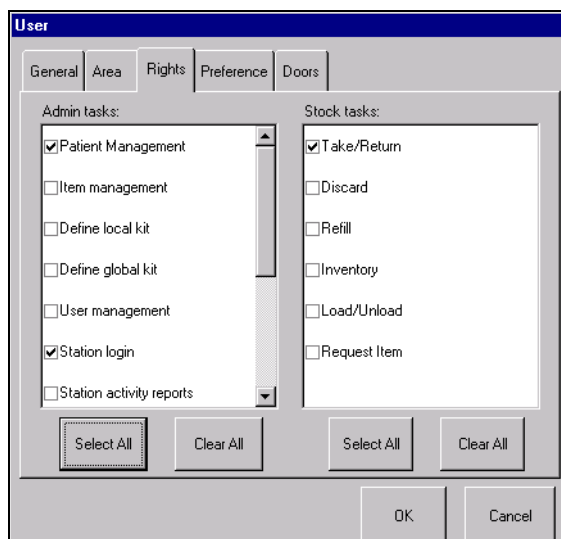 User
General Area Rights Preference Doors
Admin tasks: Stock tasks:
Patient Management Take/Return
Item management Discard
Define local kit Refill
Define global kit Inventory
User management Load/Unload
Station login Request Item
Station activity reports
Select All Clear All Select All Clear All
OK Cancel